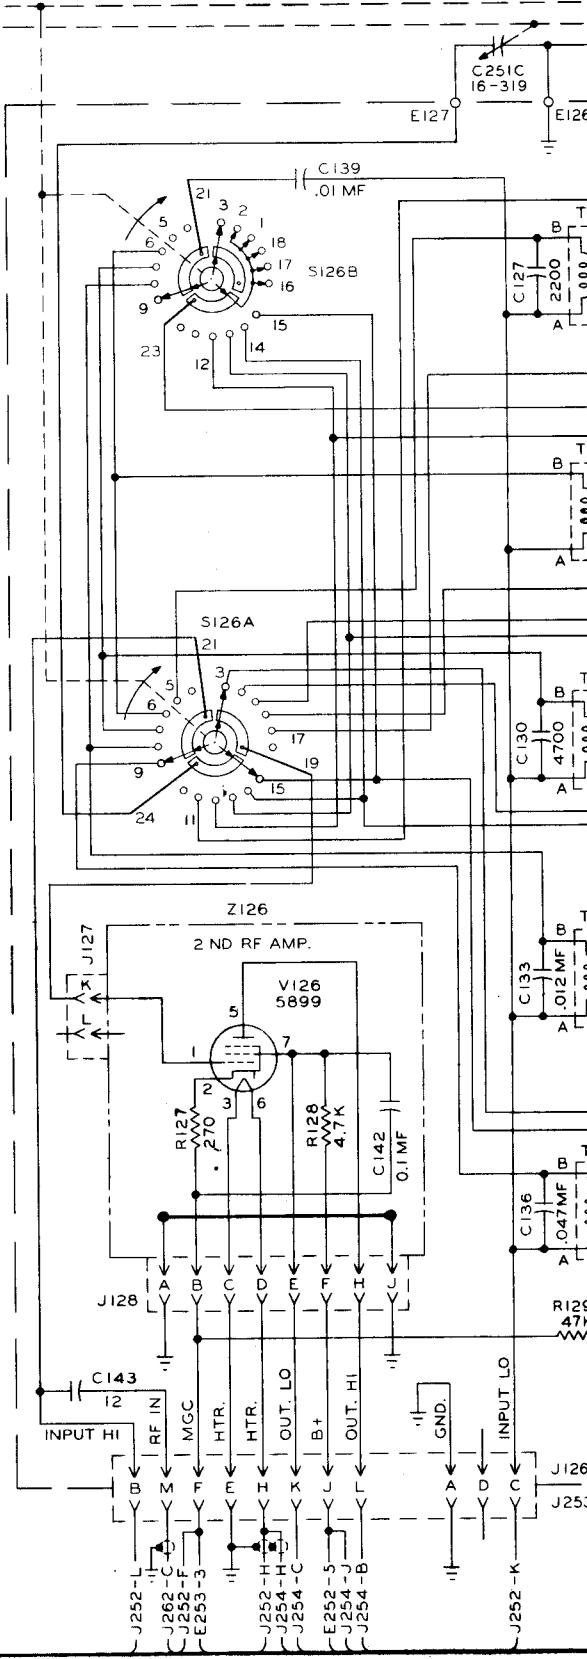 C251C
16-319
E127
E126
C139
.01 MF
21
3
2
1
5
18
6
17
S126B
16
9
15
23
14
12
B
C127
2200
A
T
B
A
T
S126A
21
3
5
6
B
C130
4700
A
T
17
9
19
15
24
11
Z126
2 ND RF AMP.
J127
K
L
V126
5899
5
1
7
2
3
6
R127
270
R128
4.7K
C142
0.1 MF
B
C133
.012 MF
A
T
B
C136
.047MF
A
T
J128
A
B
C
D
E
F
H
J
R129
47K
C143
12
INPUT HI
RF IN
MGC
HTR.
HTR.
OUT. LO
B+
OUT. HI
GND.
INPUT LO
B
M
F
E
H
K
J
L
A
D
C
J126
J253
J252-L
J262-C
J252-F
E253-3
J252-H
J254-H
J254-C
E252-5
J254-J
J254-B
J252-K